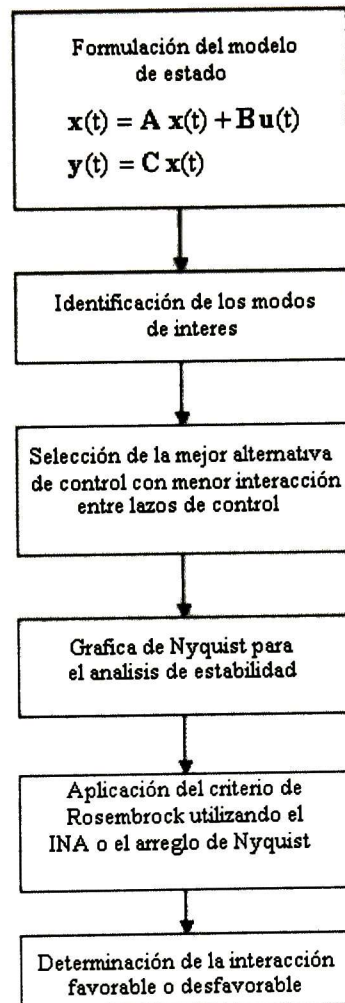 Formulación del modelo
de estado
x(t) = A x(t) + B u(t)
y(t) = C x(t)
Identificación de los modos
de interes
Selección de la mejor alternativa
de control con menor interacción
entre lazos de control
Grafica de Nyquist para
el analisis de estabilidad
Aplicación del criterio de
Rosembrock utilizando el
INA o el arreglo de Nyquist
Determinación de la interacción
favorable o desfavorable